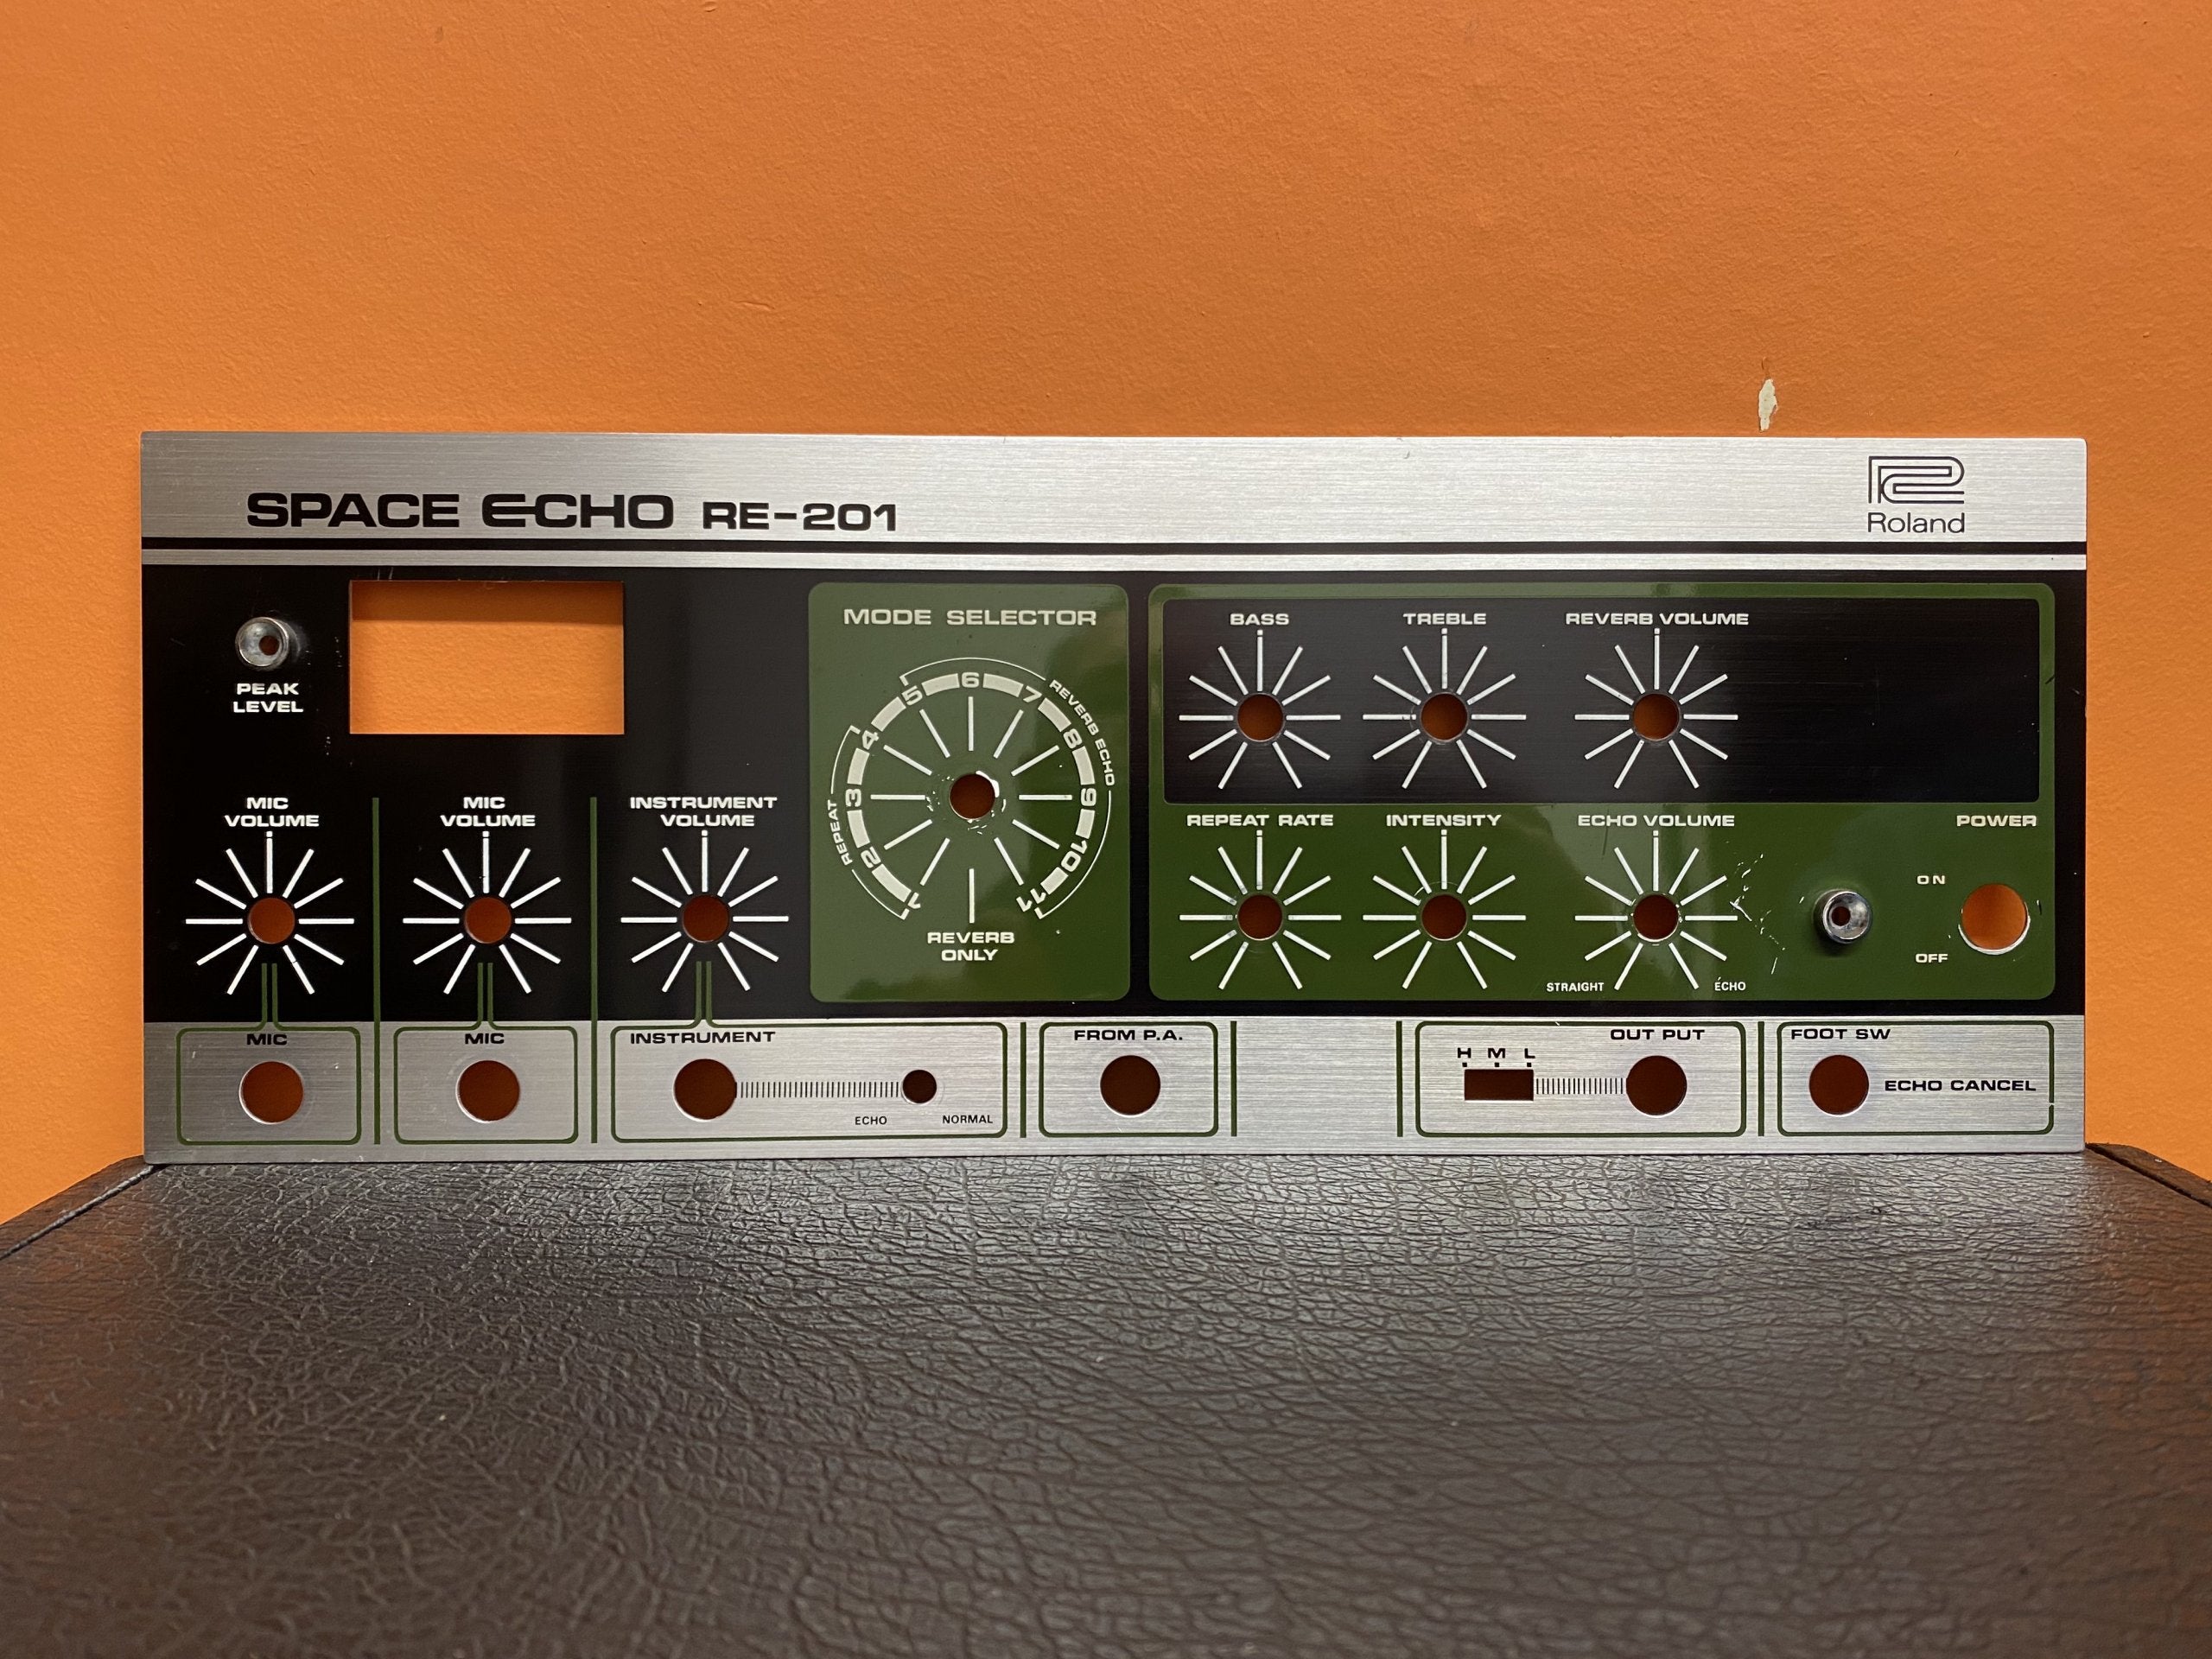 SPACE ECHO RE-201
Roland
PEAK
LEVEL
MODE SELECTOR
1
2
3
4
5
6
7
8
9
10
11
REPEAT
REVERB ECHO
REVERB
ONLY
BASS
TREBLE
REVERB VOLUME
MIC
VOLUME
MIC
VOLUME
INSTRUMENT
VOLUME
REPEAT RATE
INTENSITY
ECHO VOLUME
STRAIGHT
ECHO
POWER
ON
OFF
MIC
MIC
INSTRUMENT
ECHO
NORMAL
FROM P.A.
H M L
OUT PUT
FOOT SW
ECHO CANCEL